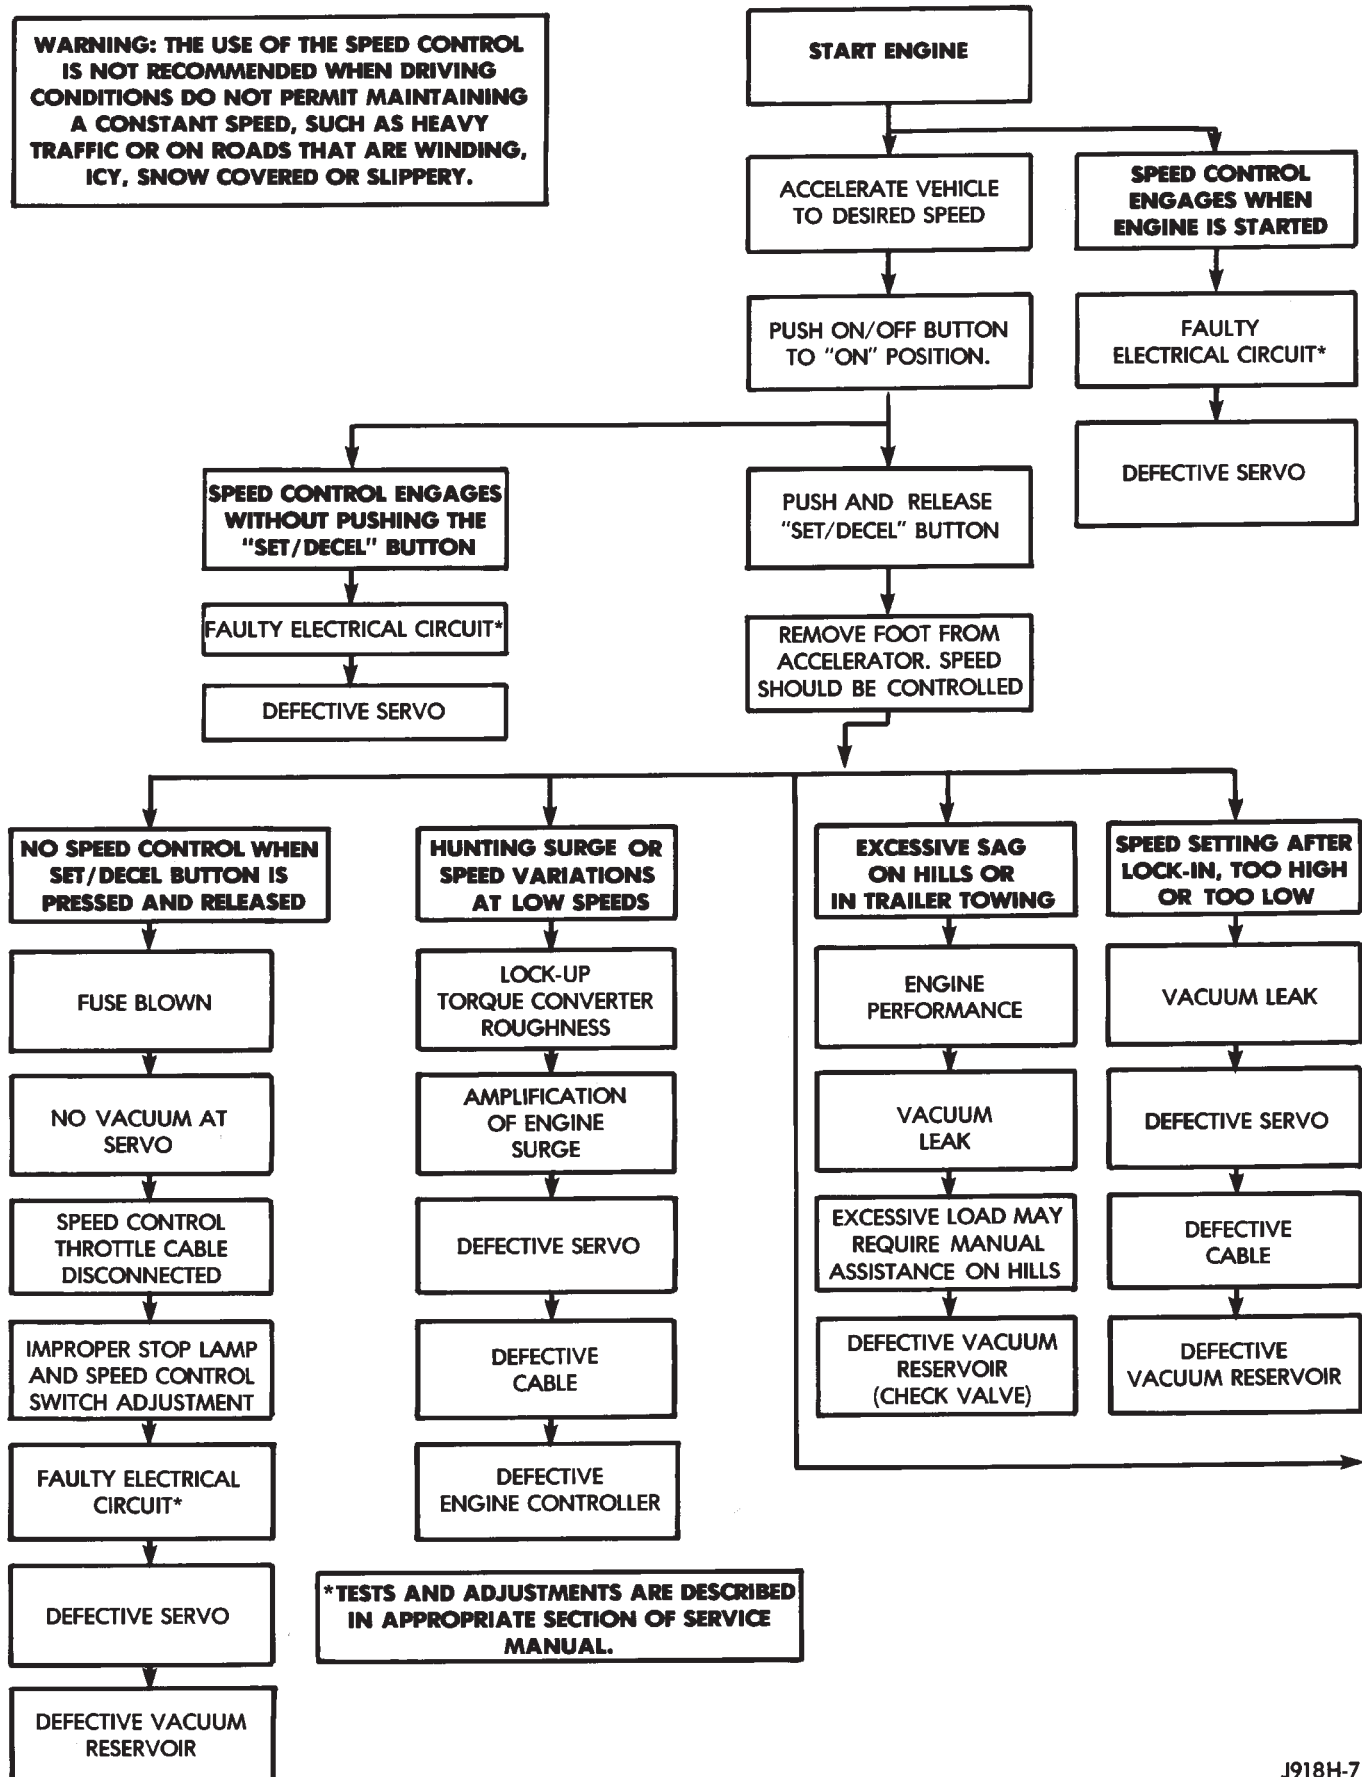 WARNING: THE USE OF THE SPEED CONTROL
IS NOT RECOMMENDED WHEN DRIVING
CONDITIONS DO NOT PERMIT MAINTAINING
A CONSTANT SPEED, SUCH AS HEAVY
TRAFFIC OR ON ROADS THAT ARE WINDING,
ICY, SNOW COVERED OR SLIPPERY.
START ENGINE
ACCELERATE VEHICLE
TO DESIRED SPEED
SPEED CONTROL
ENGAGES WHEN
ENGINE IS STARTED
PUSH ON/OFF BUTTON
TO "ON" POSITION.
FAULTY
ELECTRICAL CIRCUIT*
DEFECTIVE SERVO
SPEED CONTROL ENGAGES
WITHOUT PUSHING THE
"SET/DECEL" BUTTON
PUSH AND RELEASE
"SET/DECEL" BUTTON
FAULTY ELECTRICAL CIRCUIT*
DEFECTIVE SERVO
REMOVE FOOT FROM
ACCELERATOR. SPEED
SHOULD BE CONTROLLED
NO SPEED CONTROL WHEN
SET/DECEL BUTTON IS
PRESSED AND RELEASED
FUSE BLOWN
NO VACUUM AT
SERVO
SPEED CONTROL
THROTTLE CABLE
DISCONNECTED
IMPROPER STOP LAMP
AND SPEED CONTROL
SWITCH ADJUSTMENT
FAULTY ELECTRICAL
CIRCUIT*
DEFECTIVE SERVO
DEFECTIVE VACUUM
RESERVOIR
HUNTING SURGE OR
SPEED VARIATIONS
AT LOW SPEEDS
LOCK-UP
TORQUE CONVERTER
ROUGHNESS
AMPLIFICATION
OF ENGINE
SURGE
DEFECTIVE SERVO
DEFECTIVE
CABLE
DEFECTIVE
ENGINE CONTROLLER
EXCESSIVE SAG
ON HILLS OR
IN TRAILER TOWING
ENGINE
PERFORMANCE
VACUUM
LEAK
EXCESSIVE LOAD MAY
REQUIRE MANUAL
ASSISTANCE ON HILLS
DEFECTIVE VACUUM
RESERVOIR
(CHECK VALVE)
SPEED SETTING AFTER
LOCK-IN, TOO HIGH
OR TOO LOW
VACUUM LEAK
DEFECTIVE SERVO
DEFECTIVE
CABLE
DEFECTIVE
VACUUM RESERVOIR
*TESTS AND ADJUSTMENTS ARE DESCRIBED
IN APPROPRIATE SECTION OF SERVICE
MANUAL.
J918H-7